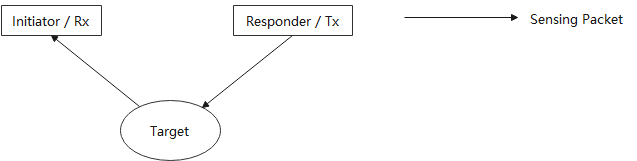 Initiator / Rx
Responder / Tx
Sensing Packet
Target